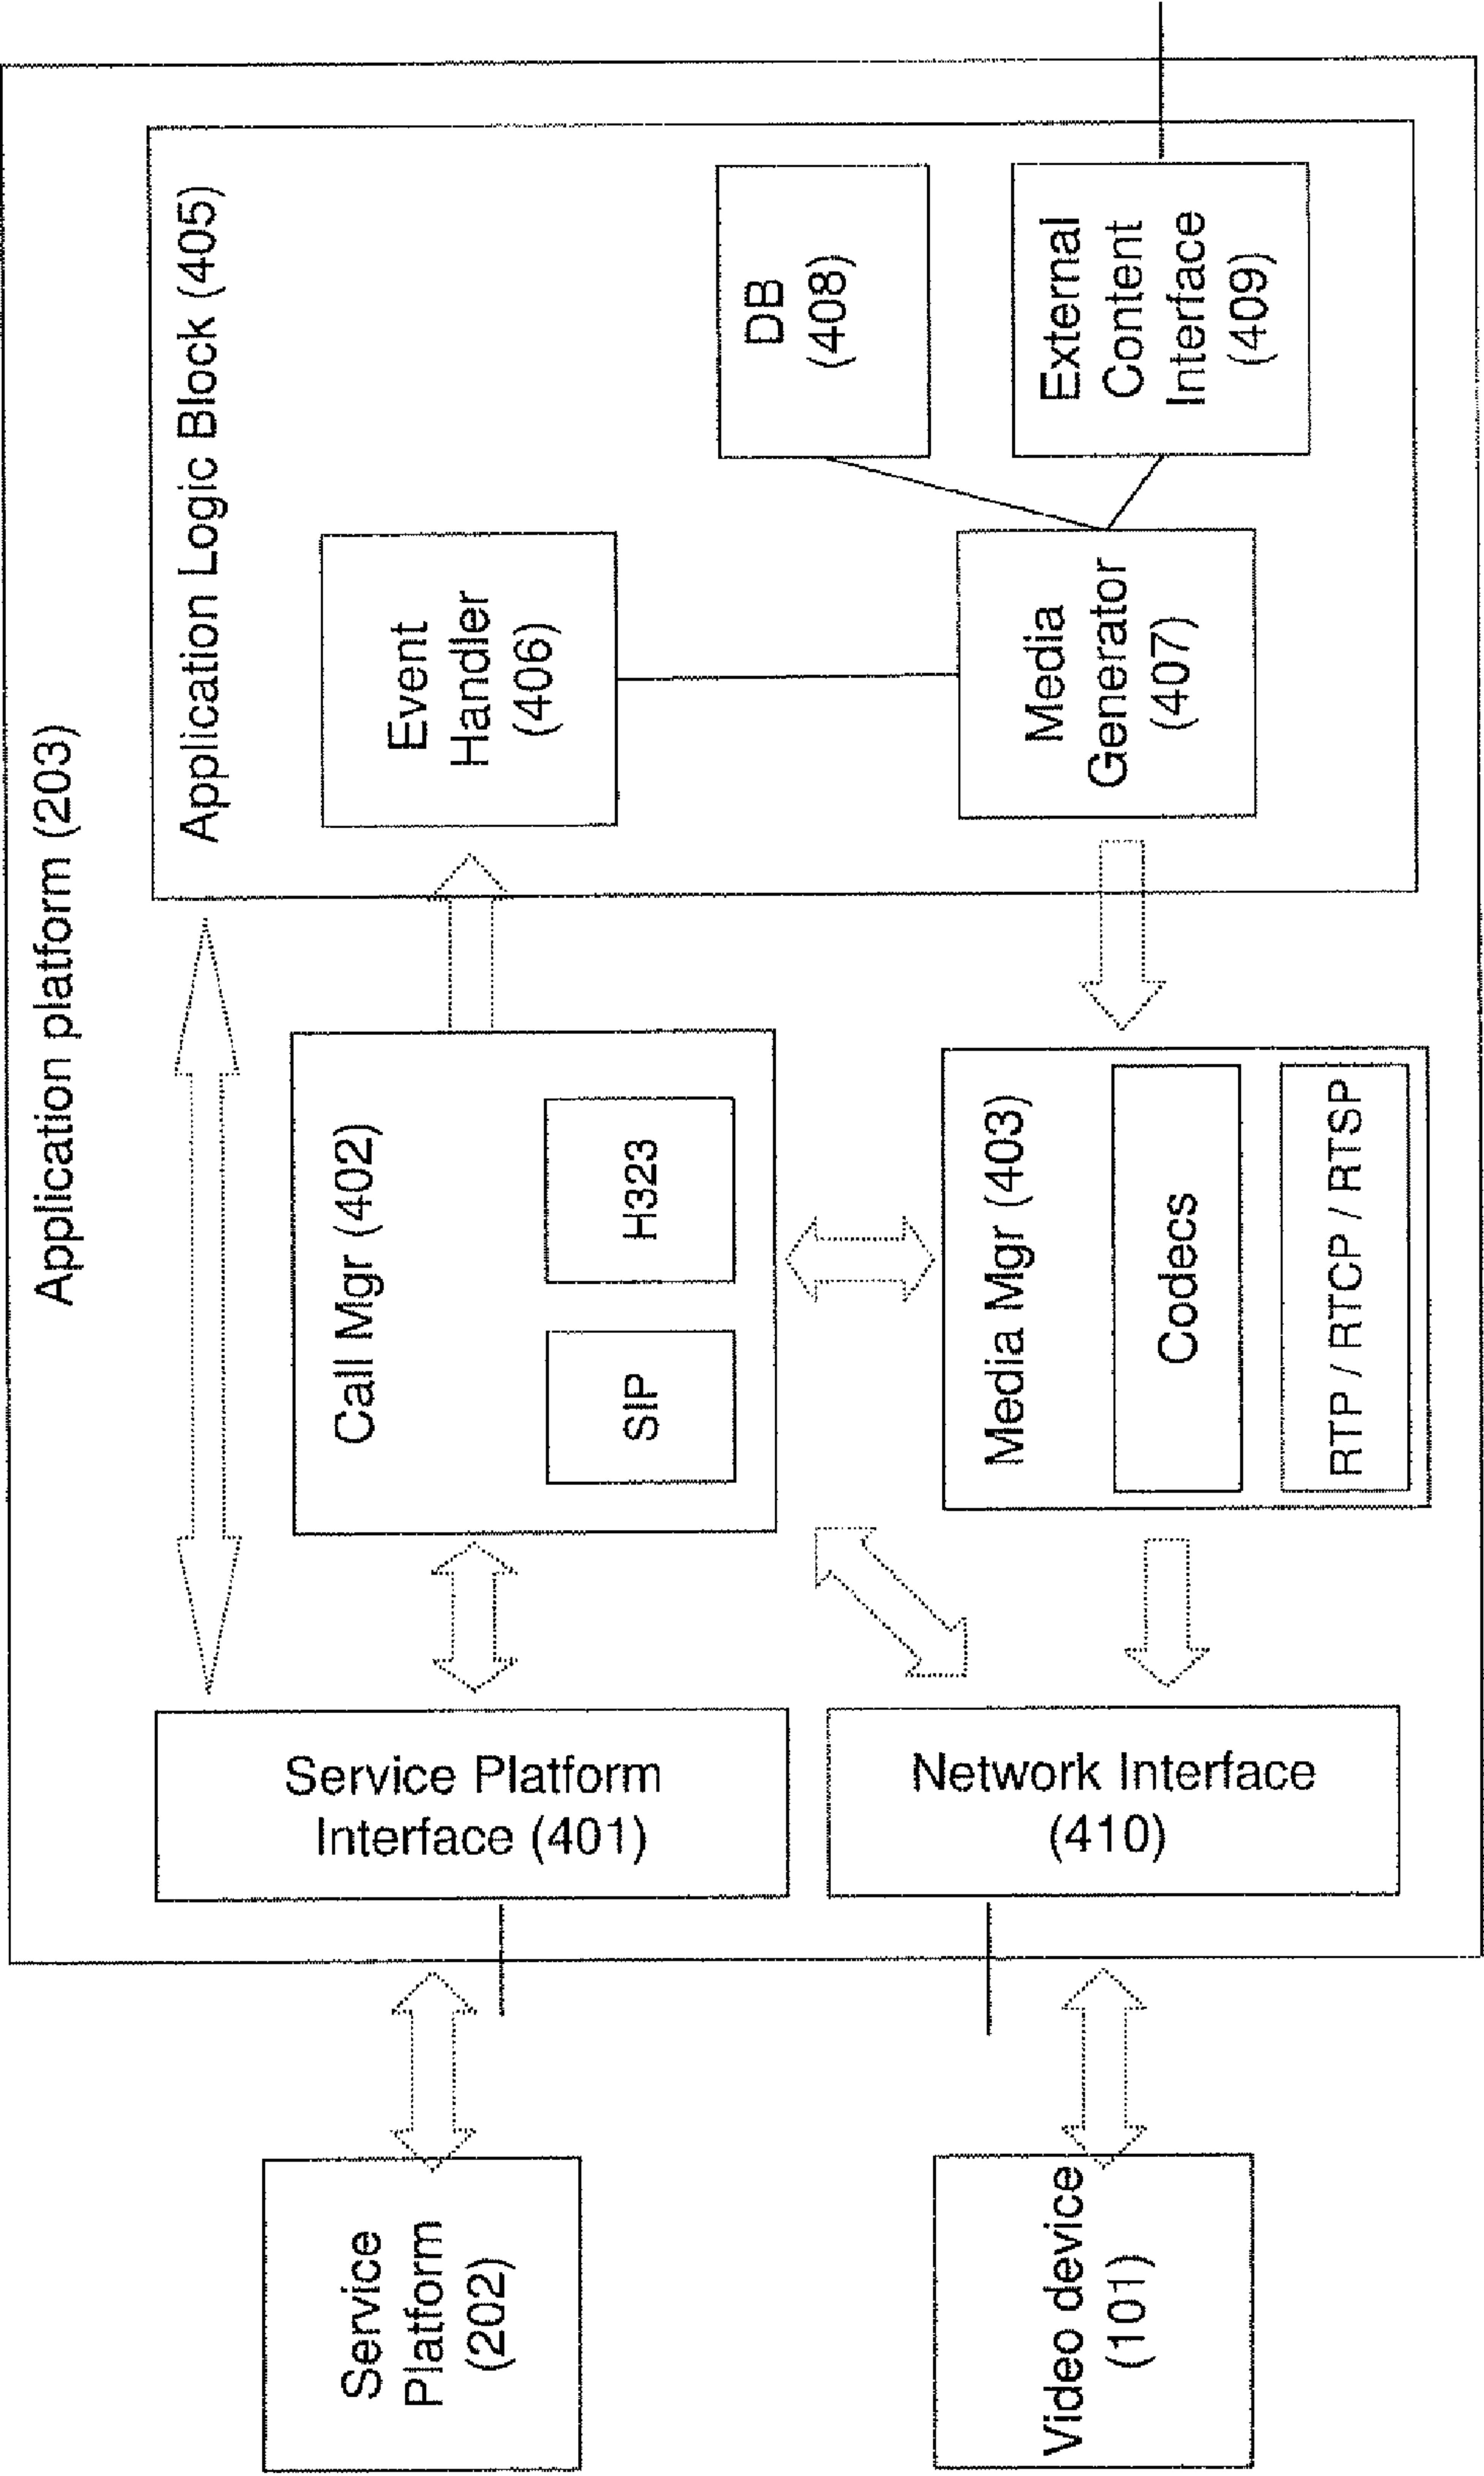 Application platform (203)
Application Logic Block (405)
Service
Platform
(202)
Service Platform
Interface (401)
Call Mgr (402)
SIP
H323
Event
Handler
(406)
DB
(408)
Video device
(101)
Network Interface
(410)
Media Mgr (403)
Codecs
RTP / RTCP / RTSP
Media
Generator
(407)
External
Content
Interface
(409)